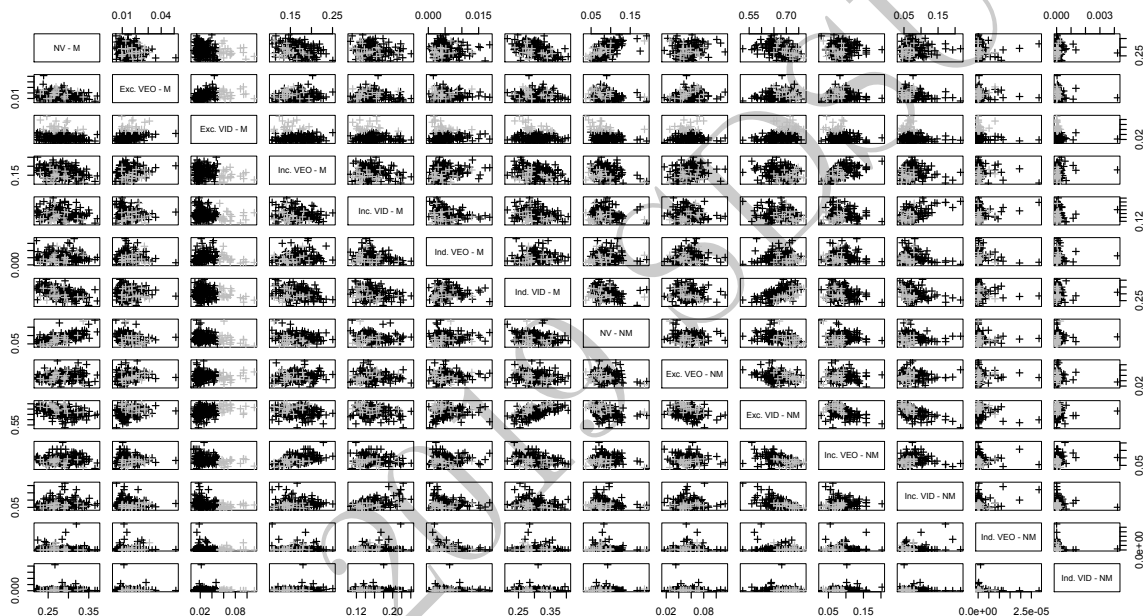 0.01 0.04 0.15 0.25 0.000 0.015 0.05 0.15 0.55 0.70 0.05 0.15 0.000 0.003
NV - M 0.25
0.01 Exc. VEO - M
Exc. VID - M 0.02
0.15 Inc. VEO - M
Inc. VID - M 0.12
0.000 Ind. VEO - M
Ind. VID - M 0.25
0.05 NV - NM
Exc. VEO - NM 0.02
0.55 Exc. VID - NM
Inc. VEO - NM 0.05
0.05 Inc. VID - NM
Ind. VEO - NM 0.0e+00
0.000 Ind. VID - NM
0.25 0.35 0.02 0.08 0.12 0.20 0.25 0.35 0.02 0.08 0.05 0.15 0.0e+00 2.5e-05
2019